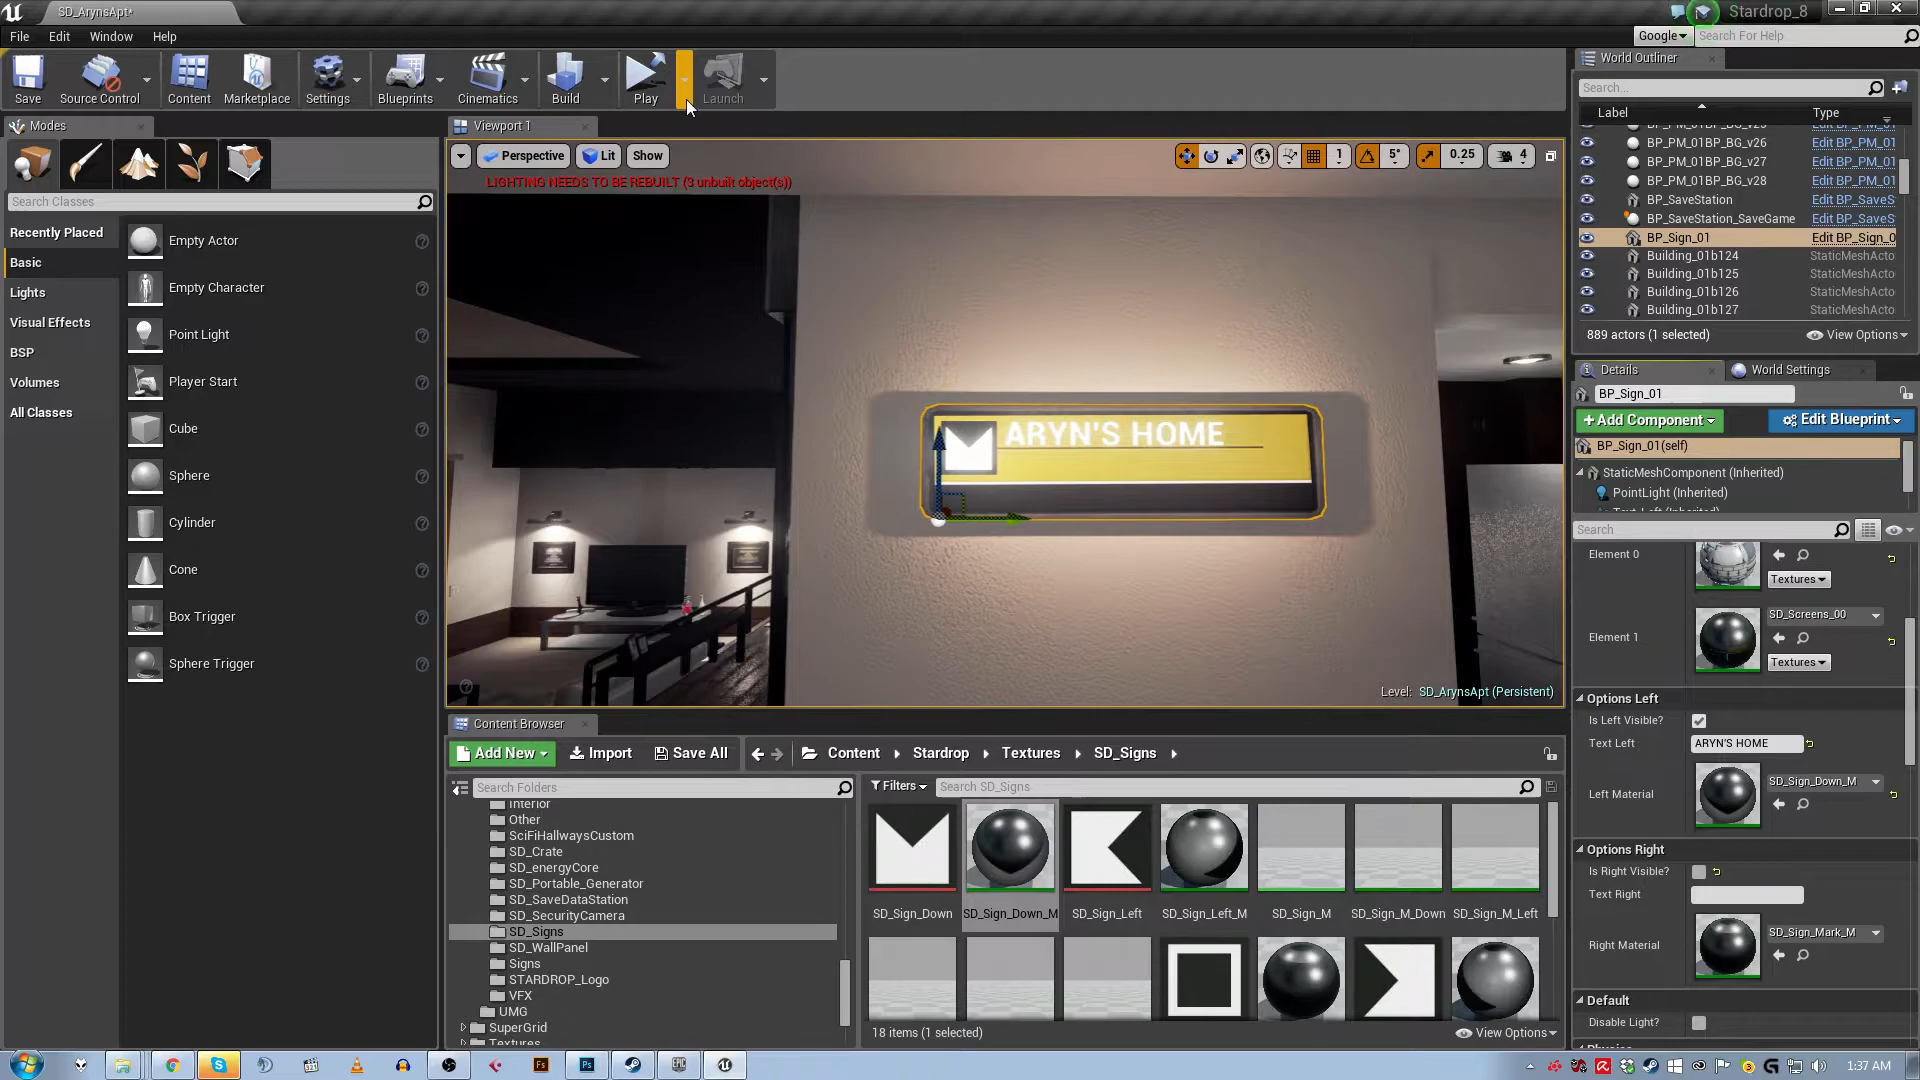 SD_ArynsApt*
Stardrop_8
File Edit Window Help
Google
Search For Help
Save
Source Control
Content
Marketplace
Settings
Blueprints
Cinematics
Build
Play
Launch
Modes
Search Classes
Recently Placed
Basic
Lights
Visual Effects
BSP
Volumes
All Classes
Empty Actor
Empty Character
Point Light
Player Start
Cube
Sphere
Cylinder
Cone
Box Trigger
Sphere Trigger
Viewport 1
Perspective
Lit
Show
1
5°
0.25
4
LIGHTING NEEDS TO BE REBUILT (3 unbuilt object(s))
ARYN'S HOME
Level: SD_ArynsApt (Persistent)
Content Browser
Add New
Import
Save All
Content
Stardrop
Textures
SD_Signs
Search Folders
Filters
Search SD_Signs
Interior
Other
SciFiHallwaysCustom
SD_Crate
SD_energyCore
SD_Portable_Generator
SD_SaveDataStation
SD_SecurityCamera
SD_Signs
SD_WallPanel
Signs
STARDROP_Logo
VFX
UMG
SuperGrid
Textures
SD_Sign_Down
SD_Sign_Down_M
SD_Sign_Left
SD_Sign_Left_M
SD_Sign_M
SD_Sign_M_Down
SD_Sign_M_Left
18 items (1 selected)
View Options
World Outliner
Search...
Label
Type
BP_PM_01BP_BG_v25 Edit BP_PM_01
BP_PM_01BP_BG_v26 Edit BP_PM_01
BP_PM_01BP_BG_v27 Edit BP_PM_01
BP_PM_01BP_BG_v28 Edit BP_PM_01
BP_SaveStation Edit BP_SaveS
BP_SaveStation_SaveGame Edit BP_SaveS
BP_Sign_01 Edit BP_Sign_0
Building_01b124 StaticMeshActo
Building_01b125 StaticMeshActo
Building_01b126 StaticMeshActo
Building_01b127 StaticMeshActo
889 actors (1 selected)
View Options
Details
World Settings
BP_Sign_01
+Add Component
Edit Blueprint
BP_Sign_01(self)
StaticMeshComponent (Inherited)
PointLight (Inherited)
Text_Left (Inherited)
Search
Element 0
Textures
Element 1
SD_Screens_00
Textures
Options Left
Is Left Visible?
Text Left
ARYN'S HOME
Left Material
SD_Sign_Down_M
Options Right
Is Right Visible?
Text Right
Right Material
SD_Sign_Mark_M
Default
Disable Light?
1:37 AM